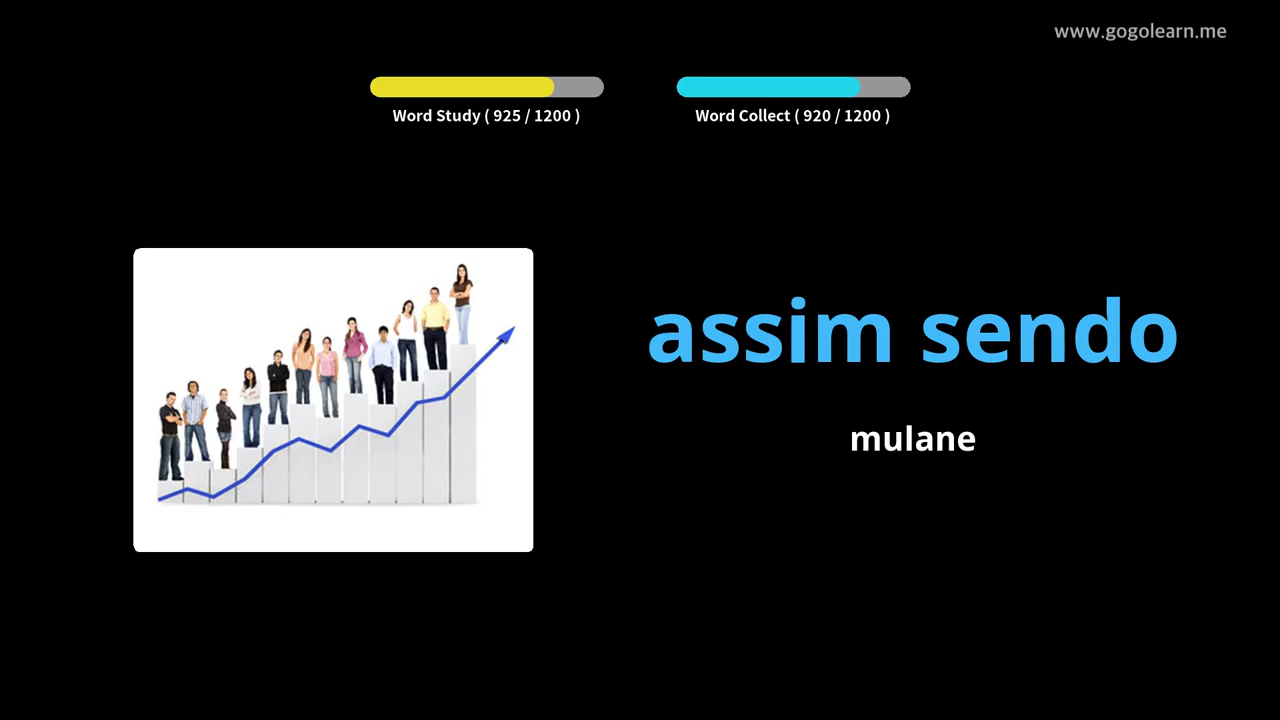 www.gogolearn.me
Word Study ( 925 / 1200 )
Word Collect ( 920 / 1200 )
assim sendo
mulane